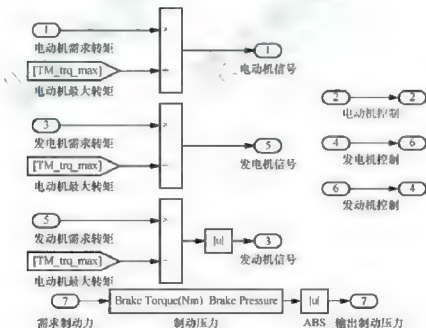 1
电动机需求转矩
[TM_trq_max]
电动机最大转矩
1
电动机信号
3
发电机需求转矩
[TM_trq_max]
电动机最大转矩
5
发电机信号
5
发动机需求转矩
[TM_trq_max]
电动机最大转矩
|u|
3
发动机信号
2
2
电动机控制
4
6
发电机控制
6
4
发动机控制
7
需求制动力
Brake Torque(Nm) Brake Pressure
制动压力
|u|
ABS
7
输出制动压力